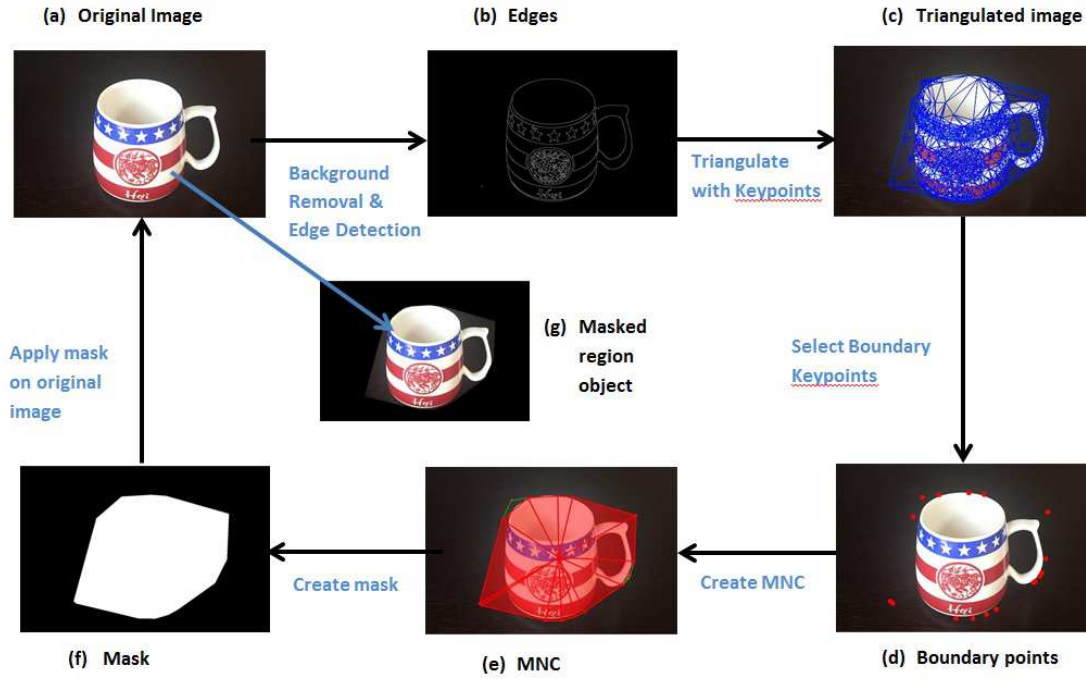 (a) Original Image
(b) Edges
(c) Triangulated image
Background
Removal &
Edge Detection
Triangulate
with Keypoints
(g) Masked
region
object
Apply mask
on original
image
Select Boundary
Keypoints
Create mask
Create MNC
(f) Mask
(e) MNC
(d) Boundary points